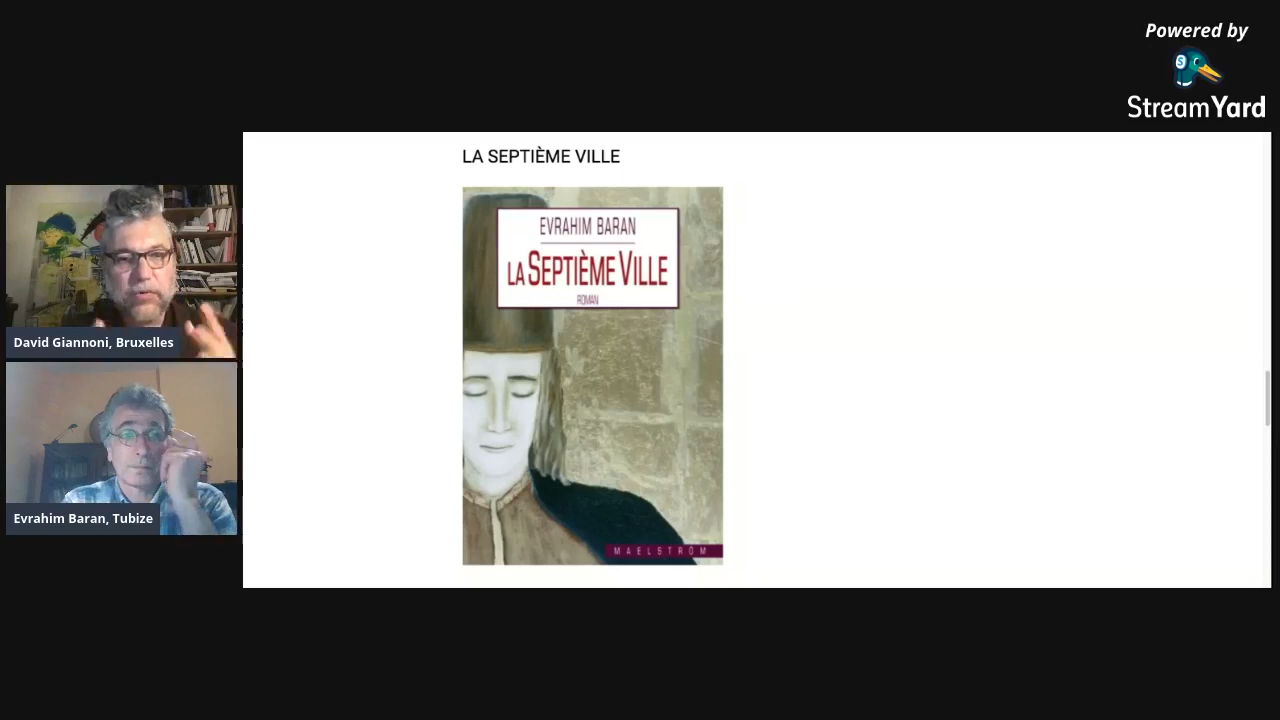 Powered by
StreamYard
LA SEPTIÈME VILLE
EVRAHIM BARAN
LA SEPTIÈME VILLE
ROMAN
MAELSTRÖM
David Giannoni, Bruxelles
Evrahim Baran, Tubize